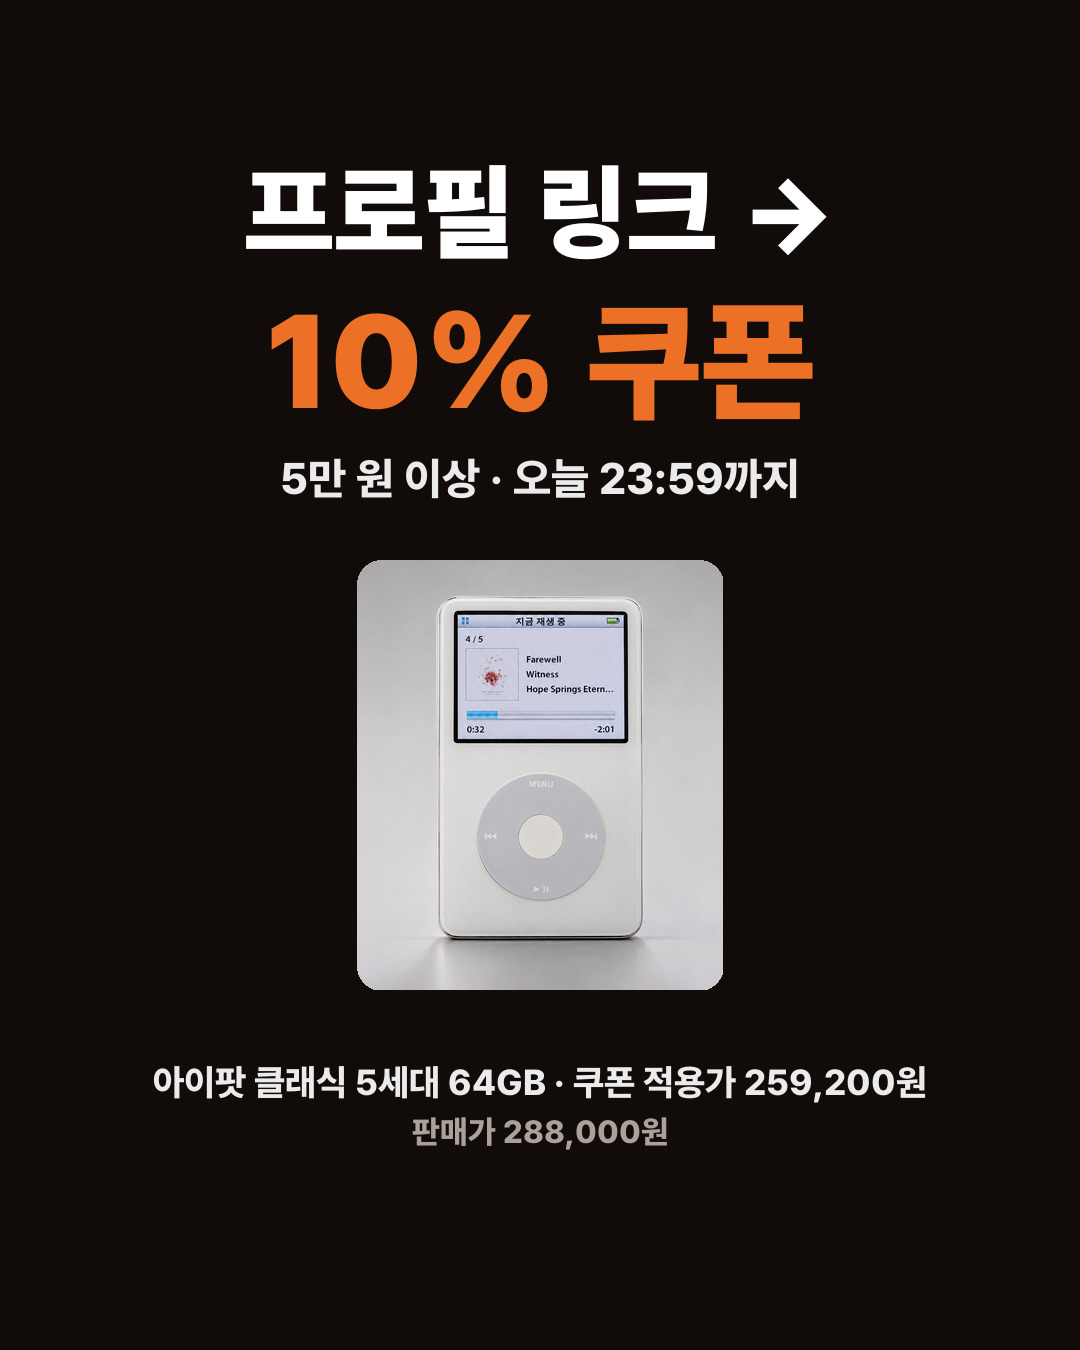 프로필 링크 →
10% 쿠폰
5만 원 이상 · 오늘 23:59까지
지금 재생 중
4 / 5
Farewell
Witness
Hope Springs Etern...
0:32 -2:01
MENU
아이팟 클래식 5세대 64GB · 쿠폰 적용가 259,200원
판매가 288,000원